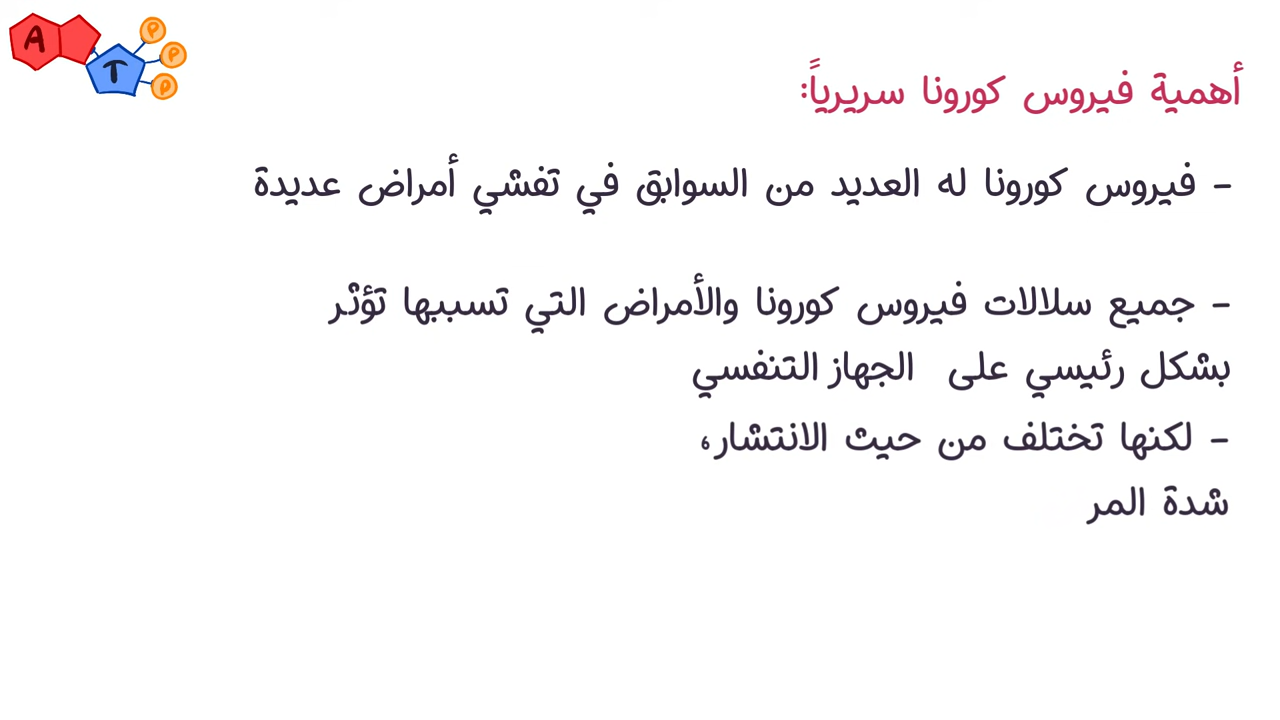 A T P P P
أهمية فيروس كورونا سريرياً:
- فيروس كورونا له العديد من السوابق في تفشي أمراض عديدة
- جميع سلالات فيروس كورونا والأمراض التي تسببها تؤثر
بشكل رئيسي على الجهاز التنفسي
- لكنها تختلف من حيث الانتشار،
شدة المر